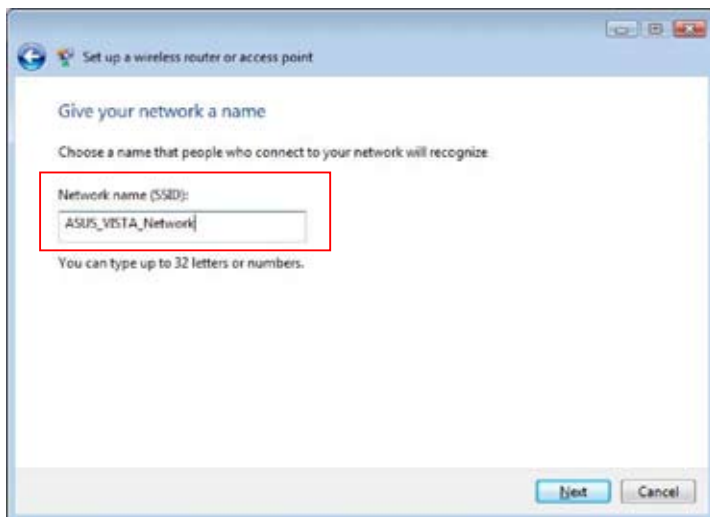 Set up a wireless router or access point
Give your network a name
Choose a name that people who connect to your network will recognize
Network name (SSID):
ASUS_VISTA_Network
You can type up to 32 letters or numbers.
Next Cancel